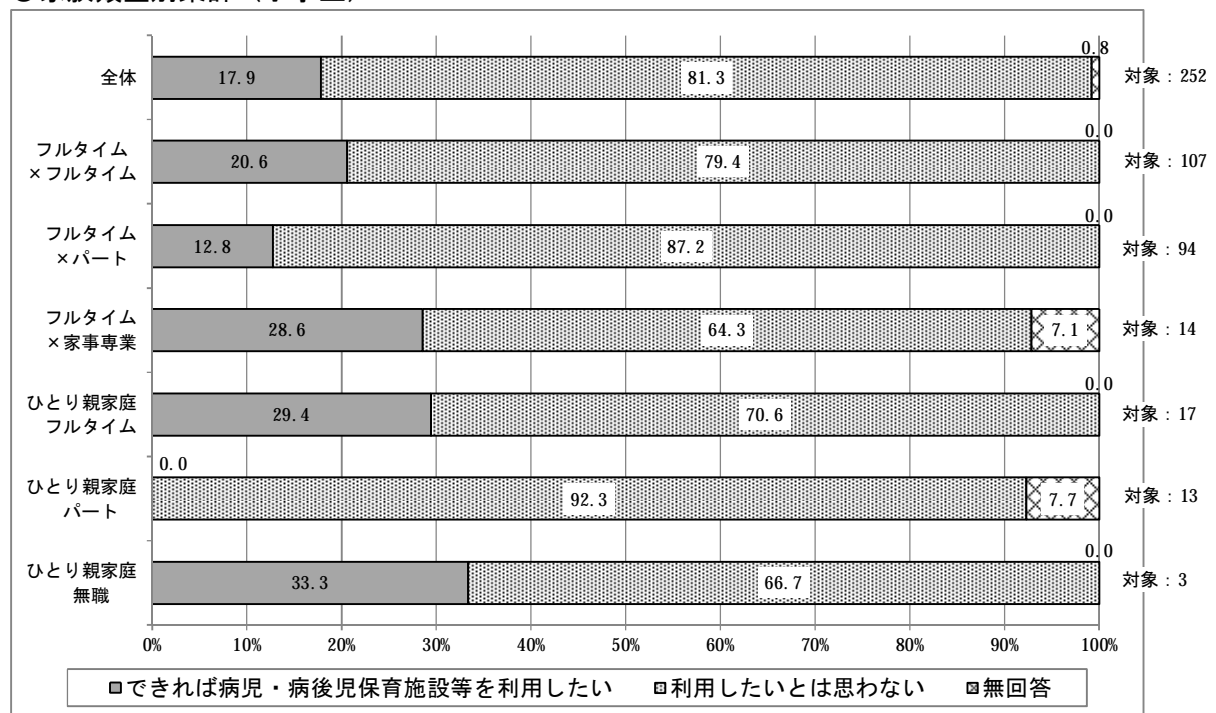 0.8
全体 17.9 81.3 対象：252
0.0
フルタイム
×フルタイム 20.6 79.4 対象：107
0.0
フルタイム
×パート 12.8 87.2 対象：94
フルタイム
×家事専業 28.6 64.3 7.1 対象：14
0.0
ひとり親家庭
フルタイム 29.4 70.6 対象：17
0.0
ひとり親家庭
パート 92.3 7.7 対象：13
0.0
ひとり親家庭
無職 33.3 66.7 対象：3
0% 10% 20% 30% 40% 50% 60% 70% 80% 90% 100%
できれば病児・病後児保育施設等を利用したい 利用したいとは思わない 無回答